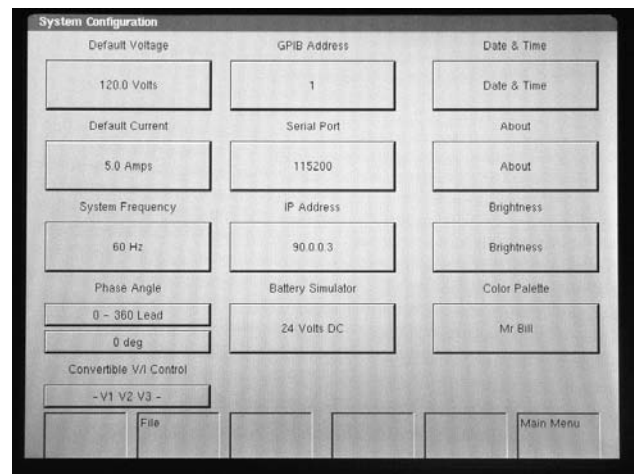 System Configuration
Default Voltage
120.0 Volts
Default Current
5.0 Amps
System Frequency
60 Hz
Phase Angle
0 - 360 Lead
0 deg
Convertible V/I Control
- V1 V2 V3 -
GPIB Address
1
Serial Port
115200
IP Address
90.0.0.3
Battery Simulator
24 Volts DC
Date & Time
Date & Time
About
About
Brightness
Brightness
Color Palette
Mr Bill
File
Main Menu